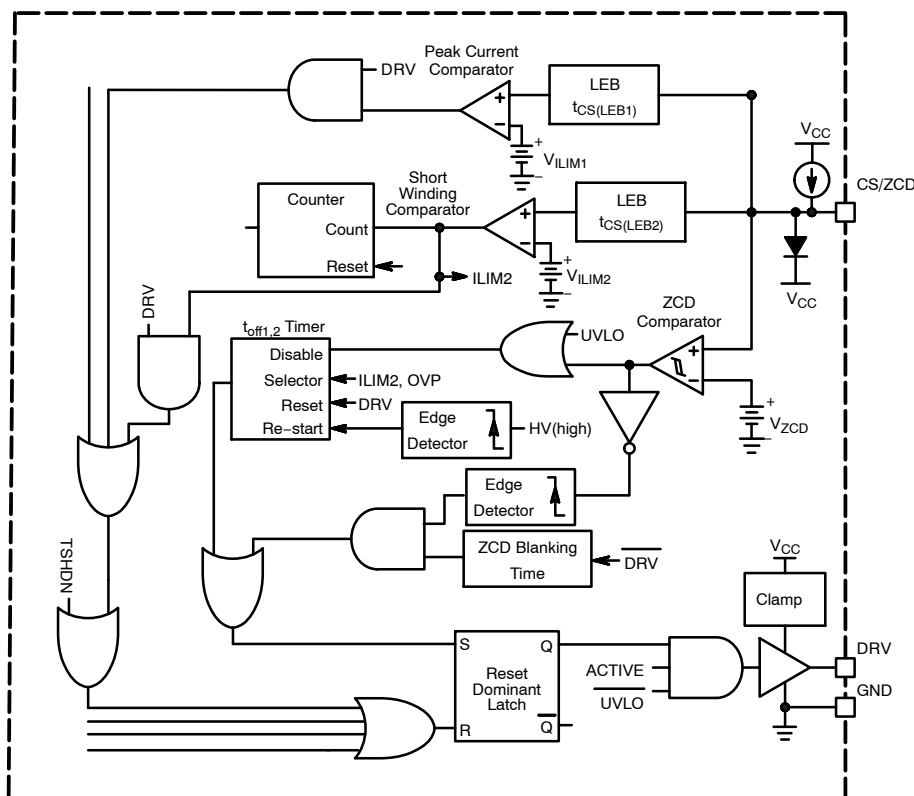 Peak Current
Comparator
DRV
LEB
tCS(LEB1)
+
−
+
VILIM1
−
VCC
CS/ZCD
Short
Winding
Comparator
Counter
Count
Reset
LEB
tCS(LEB2)
+
−
+
VILIM2
−
ILIM2
VCC
DRV
toff1,2 Timer
Disable
Selector
Reset
Re−start
UVLO
ZCD
Comparator
+
−
+
VZCD
−
ILIM2, OVP
DRV
Edge
Detector
HV(high)
Edge
Detector
ZCD Blanking
Time
DRV
TSHDN
VCC
Clamp
S
Q
Reset
Dominant
Latch
R
Q
ACTIVE
UVLO
DRV
GND